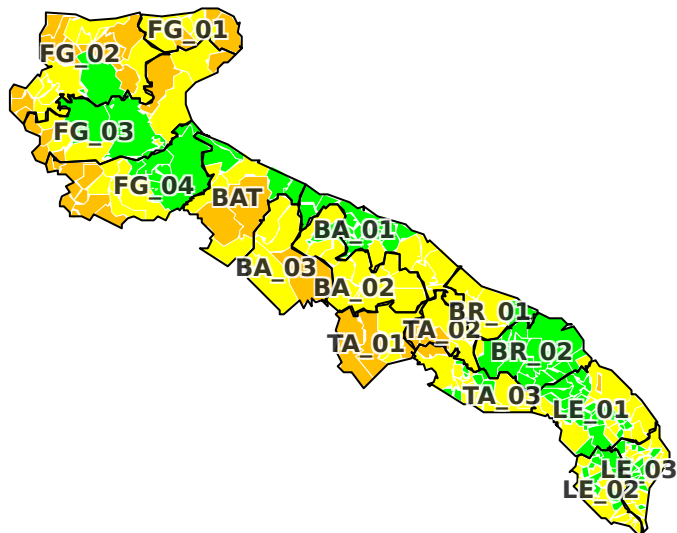 FG_01
FG_02
FG_03
FG_04
BAT
BA_01
BA_03
BA_02
BR_01
TA_02
TA_01
BR_02
TA_03
LE_01
LE_03
LE_02